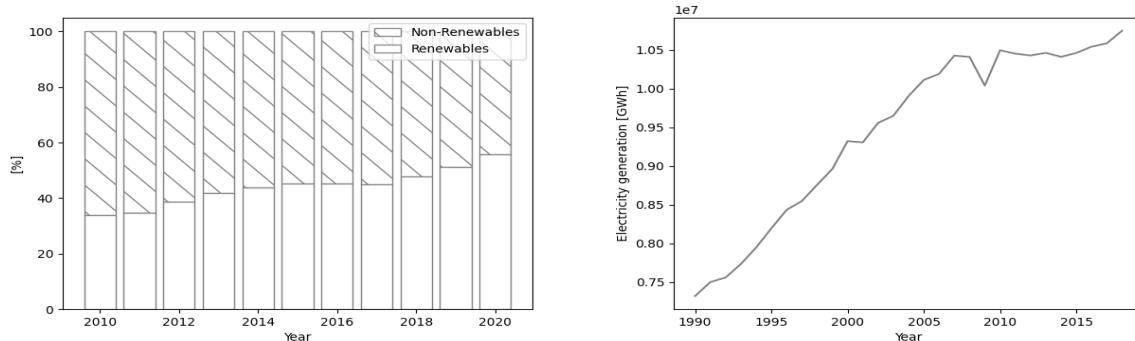 100
80
60
40
20
0
[%]
Non-Renewables
Renewables
2010 2012 2014 2016 2018 2020
Year
1e7
1.05
1.00
0.95
0.90
0.85
0.80
0.75
Electricity generation [GWh]
1990 1995 2000 2005 2010 2015
Year